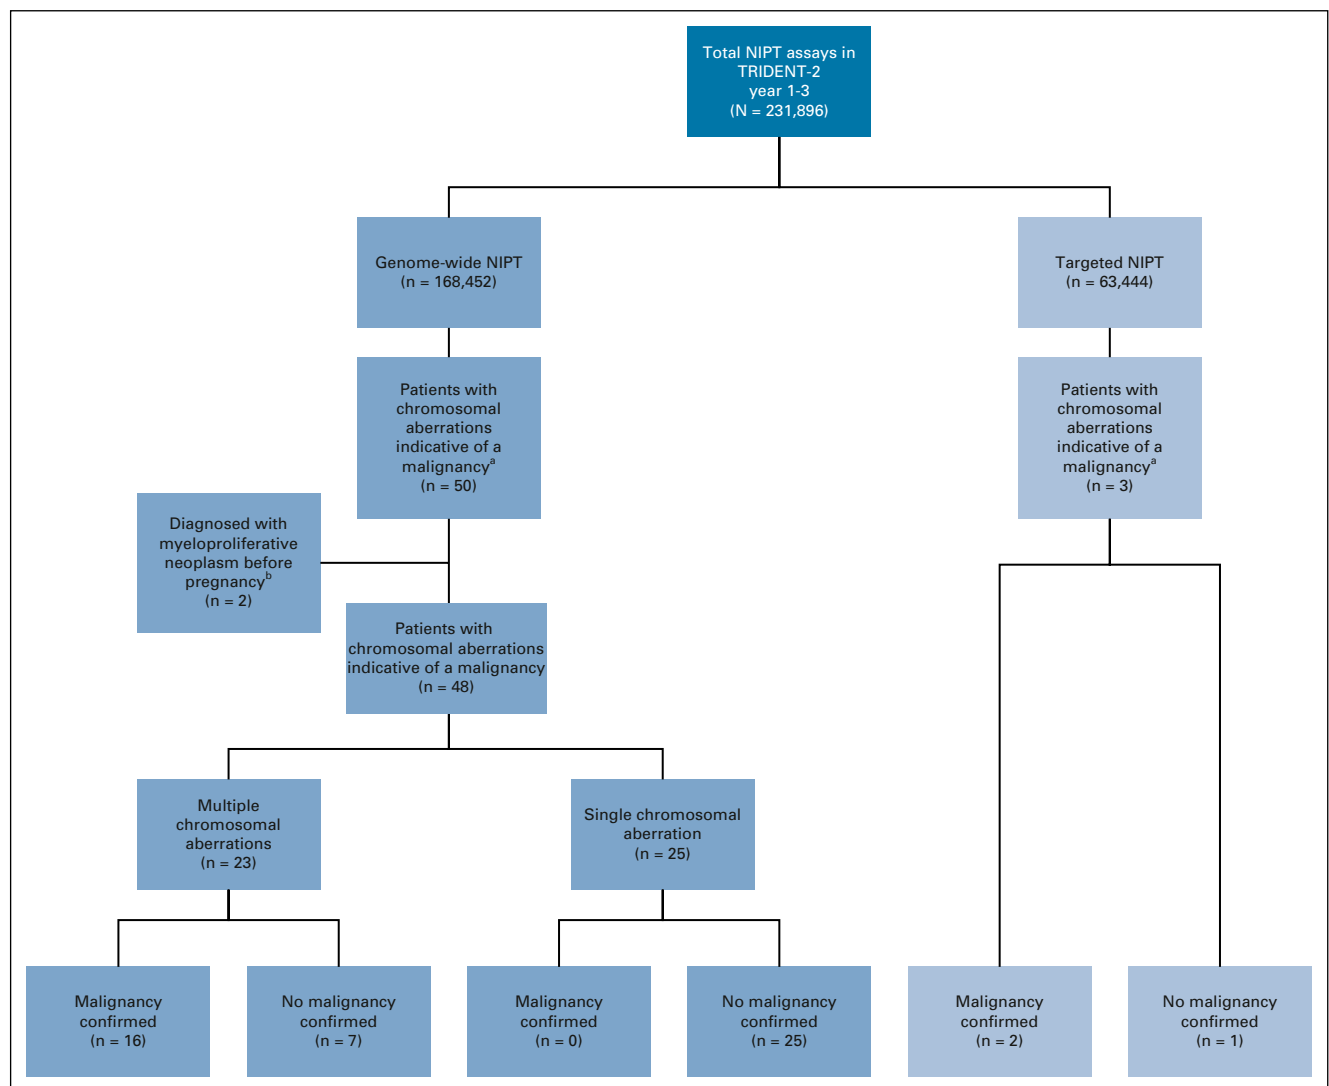 Total NIPT assays in
TRIDENT-2
year 1-3
(N = 231,896)
Genome-wide NIPT
(n = 168,452)
Targeted NIPT
(n = 63,444)
Patients with
chromosomal
aberrations
indicative of a
malignancyᵃ
(n = 50)
Patients with
chromosomal
aberrations
indicative of a
malignancyᵃ
(n = 3)
Diagnosed with
myeloproliferative
neoplasm before
pregnancyᵇ
(n = 2)
Patients with
chromosomal aberrations
indicative of a malignancy
(n = 48)
Multiple
chromosomal
aberrations
(n = 23)
Single chromosomal
aberration
(n = 25)
Malignancy
confirmed
(n = 16)
No malignancy
confirmed
(n = 7)
Malignancy
confirmed
(n = 0)
No malignancy
confirmed
(n = 25)
Malignancy
confirmed
(n = 2)
No malignancy
confirmed
(n = 1)